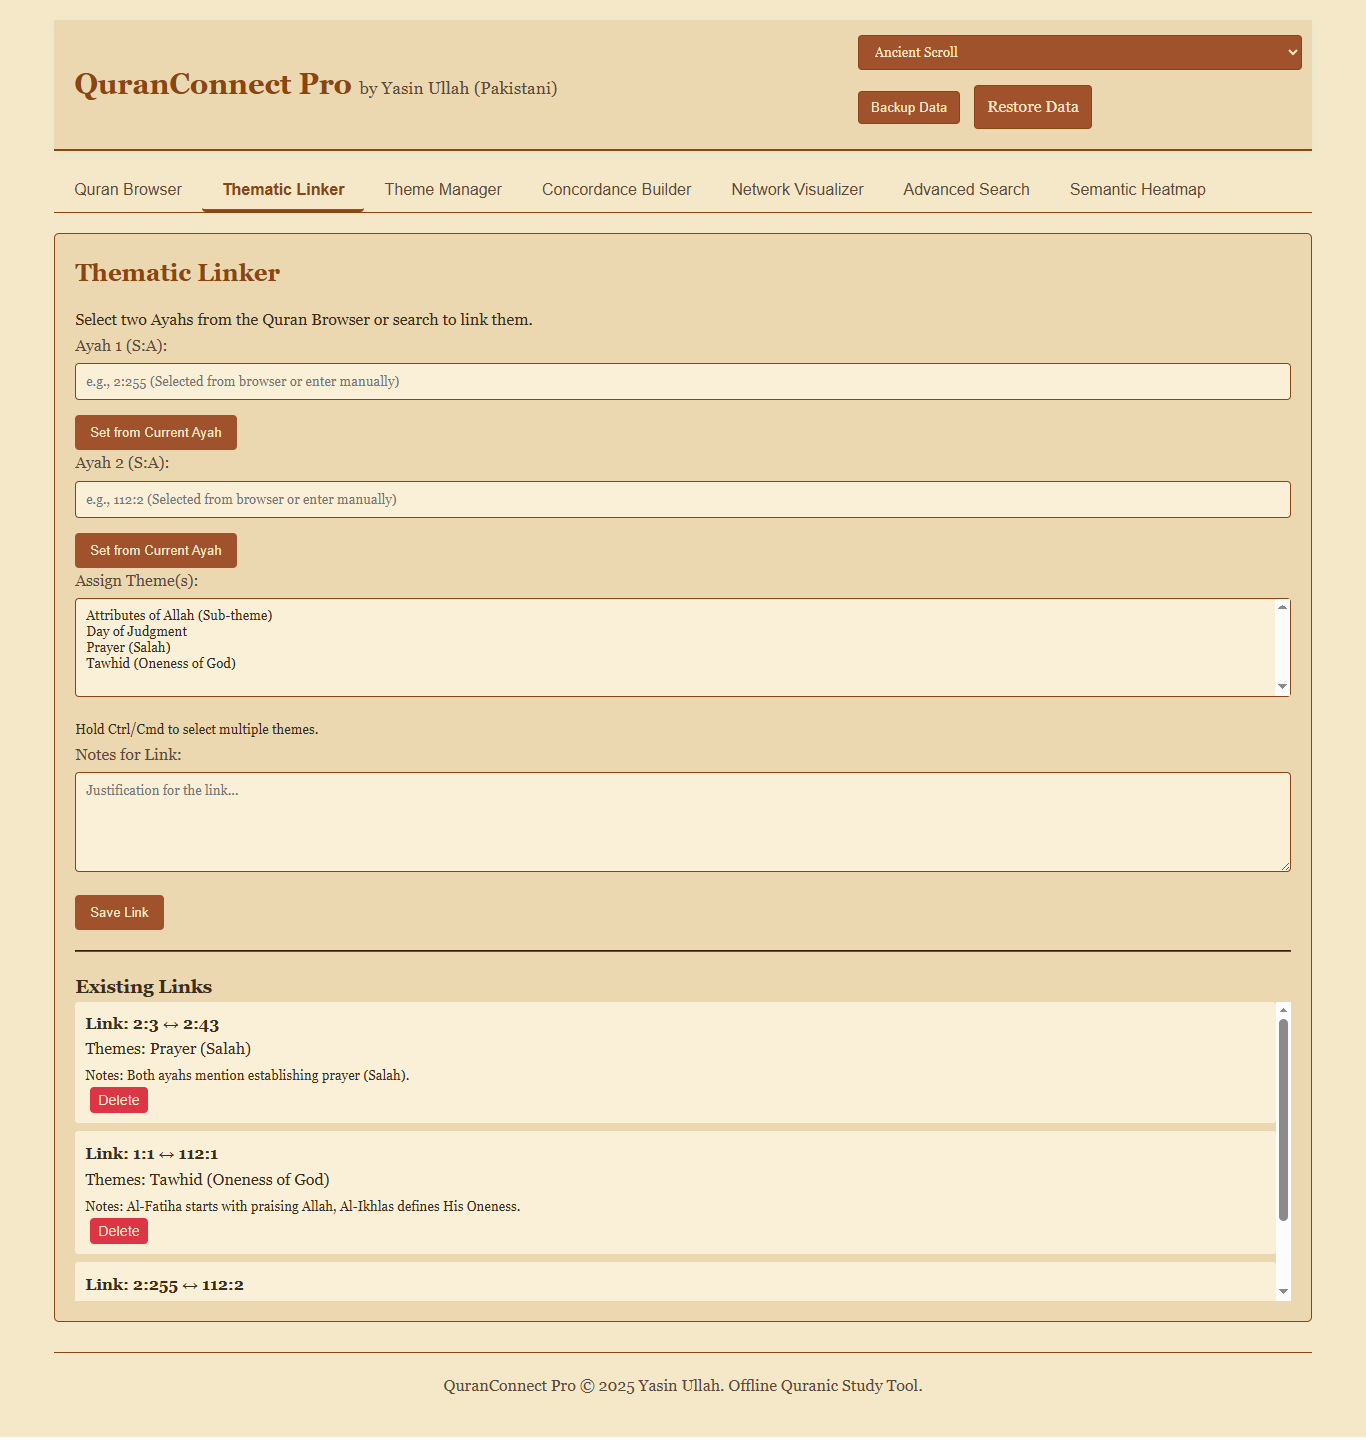 QuranConnect Pro by Yasin Ullah (Pakistani)
Ancient Scroll
Backup Data
Restore Data
Quran Browser
Thematic Linker
Theme Manager
Concordance Builder
Network Visualizer
Advanced Search
Semantic Heatmap
Thematic Linker
Select two Ayahs from the Quran Browser or search to link them.
Ayah 1 (S:A):
e.g., 2:255 (Selected from browser or enter manually)
Set from Current Ayah
Ayah 2 (S:A):
e.g., 112:2 (Selected from browser or enter manually)
Set from Current Ayah
Assign Theme(s):
Attributes of Allah (Sub-theme)
Day of Judgment
Prayer (Salah)
Tawhid (Oneness of God)
Hold Ctrl/Cmd to select multiple themes.
Notes for Link:
Justification for the link...
Save Link
Existing Links
Link: 2:3 ↔ 2:43
Themes: Prayer (Salah)
Notes: Both ayahs mention establishing prayer (Salah).
Delete
Link: 1:1 ↔ 112:1
Themes: Tawhid (Oneness of God)
Notes: Al-Fatiha starts with praising Allah, Al-Ikhlas defines His Oneness.
Delete
Link: 2:255 ↔ 112:2
QuranConnect Pro © 2025 Yasin Ullah. Offline Quranic Study Tool.